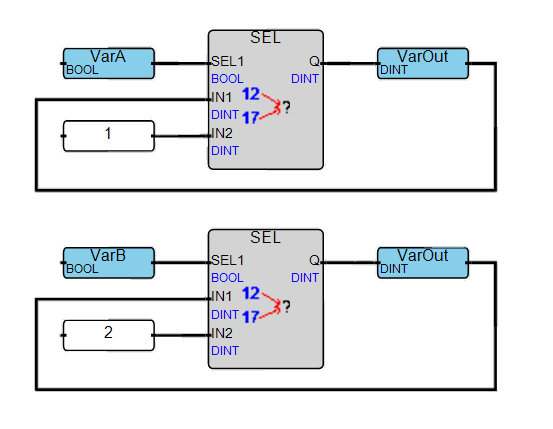 SEL
VarA
BOOL
SEL1
Q
VarOut
DINT
BOOL
DINT
IN1
12
DINT
17
?
1
IN2
DINT
SEL
VarB
BOOL
SEL1
Q
VarOut
DINT
BOOL
DINT
IN1
12
DINT
17
?
2
IN2
DINT